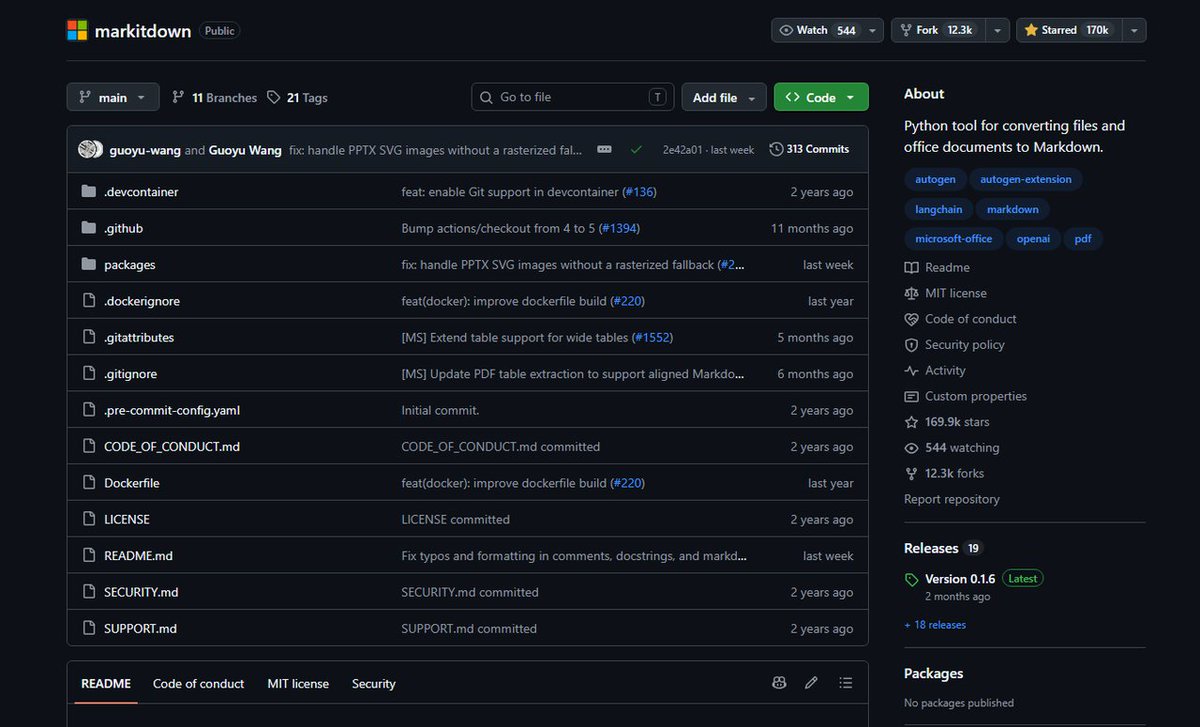 markitdown Public Watch 544 Fork 12.3k Starred 170k
main 11 Branches 21 Tags Go to file T Add file Code
guoyu-wang and Guoyu Wang fix: handle PPTX SVG images without a rasterized fal... 2e42a01 · last week 313 Commits
.devcontainer feat: enable Git support in devcontainer (#136) 2 years ago
.github Bump actions/checkout from 4 to 5 (#1394) 11 months ago
packages fix: handle PPTX SVG images without a rasterized fallback (#2... last week
.dockerignore feat(docker): improve dockerfile build (#220) last year
.gitattributes [MS] Extend table support for wide tables (#1552) 5 months ago
.gitignore [MS] Update PDF table extraction to support aligned Markdo... 6 months ago
.pre-commit-config.yaml Initial commit. 2 years ago
CODE_OF_CONDUCT.md CODE_OF_CONDUCT.md committed 2 years ago
Dockerfile feat(docker): improve dockerfile build (#220) last year
LICENSE LICENSE committed 2 years ago
README.md Fix typos and formatting in comments, docstrings, and markd... last week
SECURITY.md SECURITY.md committed 2 years ago
SUPPORT.md SUPPORT.md committed 2 years ago
README Code of conduct MIT license Security
About
Python tool for converting files and
office documents to Markdown.
autogen autogen-extension
langchain markdown
microsoft-office openai pdf
Readme
MIT license
Code of conduct
Security policy
Activity
Custom properties
169.9k stars
544 watching
12.3k forks
Report repository
Releases 19
Version 0.1.6 Latest
2 months ago
+ 18 releases
Packages
No packages published